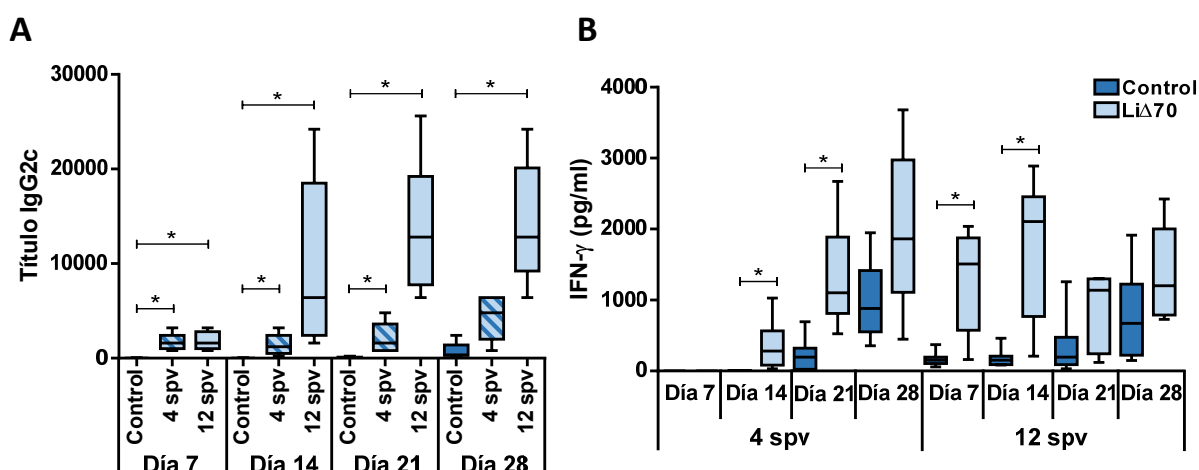 A
Título IgG2c
30000
20000
10000
0
* * * * * * *
Control 4 spv 12 spv Control 4 spv 12 spv Control 4 spv 12 spv Control 4 spv 12 spv
Día 7 Día 14 Día 21 Día 28
B
IFN-γ (pg/ml)
4000
3000
2000
1000
0
* * * *
Control
LiΔ70
Día 7 Día 14 Día 21 Día 28 Día 7 Día 14 Día 21 Día 28
4 spv 12 spv